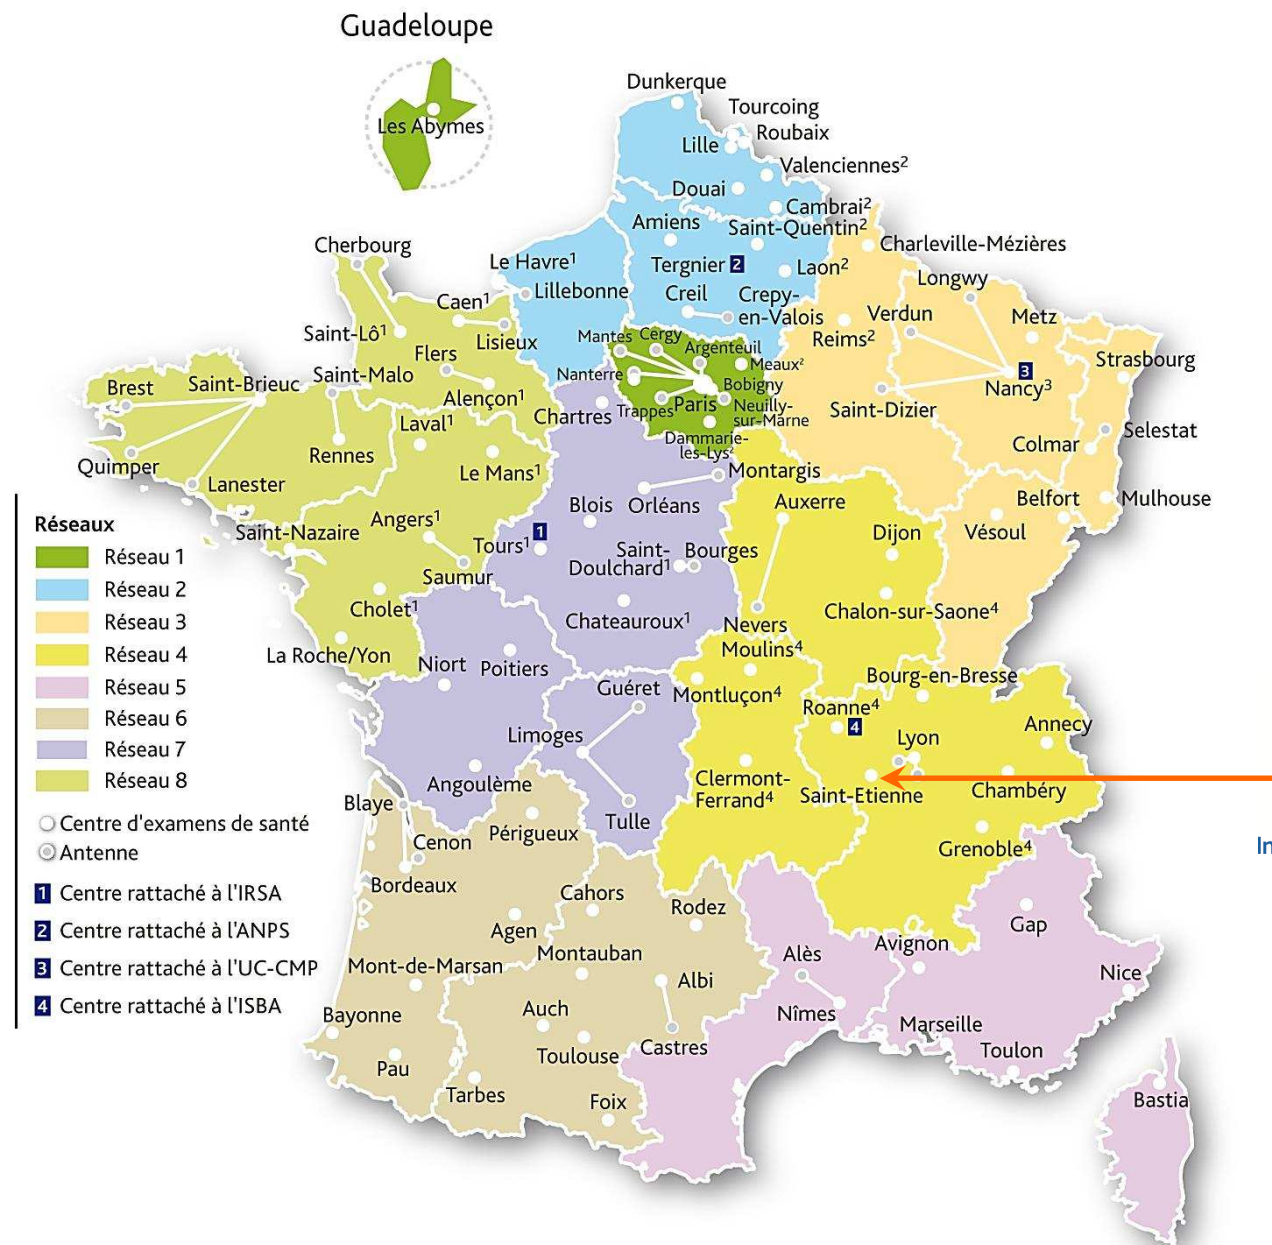 Guadeloupe
Les Abymes
Dunkerque
Tourcoing
Roubaix
Lille
Valenciennes²
Douai
Cambrai²
Amiens
Saint-Quentin²
Charleville-Mézières
Cherbourg
Le Havre¹
Tergnier 2
Laon²
Longwy
Lillebonne
Creil
Crepy-
en-Valois
Caen¹
Verdun
Metz
Saint-Lô¹
Lisieux
Mantes
Cergy
Argenteuil
Reims²
Strasbourg
Flers
Meaux²
3
Nancy³
Brest
Saint-Brieuc
Saint-Malo
Nanterre
Bobigny
Alençon¹
Chartres
Trappes
Paris
Neuilly-
sur-Marne
Saint-Dizier
Laval¹
Selestat
Colmar
Dammarie-
les-Lys²
Quimper
Rennes
Le Mans¹
Montargis
Lanester
Blois
Orléans
Auxerre
Belfort
Mulhouse
Réseaux
Saint-Nazaire
Angers¹
1
Tours¹
Dijon
Vésoul
Saint-
Doulchard¹
Bourges
Réseau 1
Saumur
Réseau 2
Cholet¹
Chateauroux¹
Nevers
Chalon-sur-Saone⁴
Réseau 3
La Roche/Yon
Moulins⁴
Réseau 4
Niort
Poitiers
Bourg-en-Bresse
Réseau 5
Guéret
Montluçon⁴
Roanne⁴
4
Réseau 6
Limoges
Lyon
Annecy
Réseau 7
Angoulème
Clermont-
Ferrand⁴
Saint-Etienne
Chambéry
Réseau 8
Blaye
Périgueux
Tulle
Centre d'examens de santé
Cenon
Grenoble⁴
In
Antenne
Bordeaux
1 Centre rattaché à l'IRSA
Cahors
Rodez
Gap
2 Centre rattaché à l'ANPS
Agen
Montauban
Avignon
3 Centre rattaché à l'UC-CMP
Mont-de-Marsan
Albi
Alès
Nice
4 Centre rattaché à l'ISBA
Bayonne
Auch
Nîmes
Marseille
Toulouse
Castres
Toulon
Pau
Tarbes
Foix
Bastia